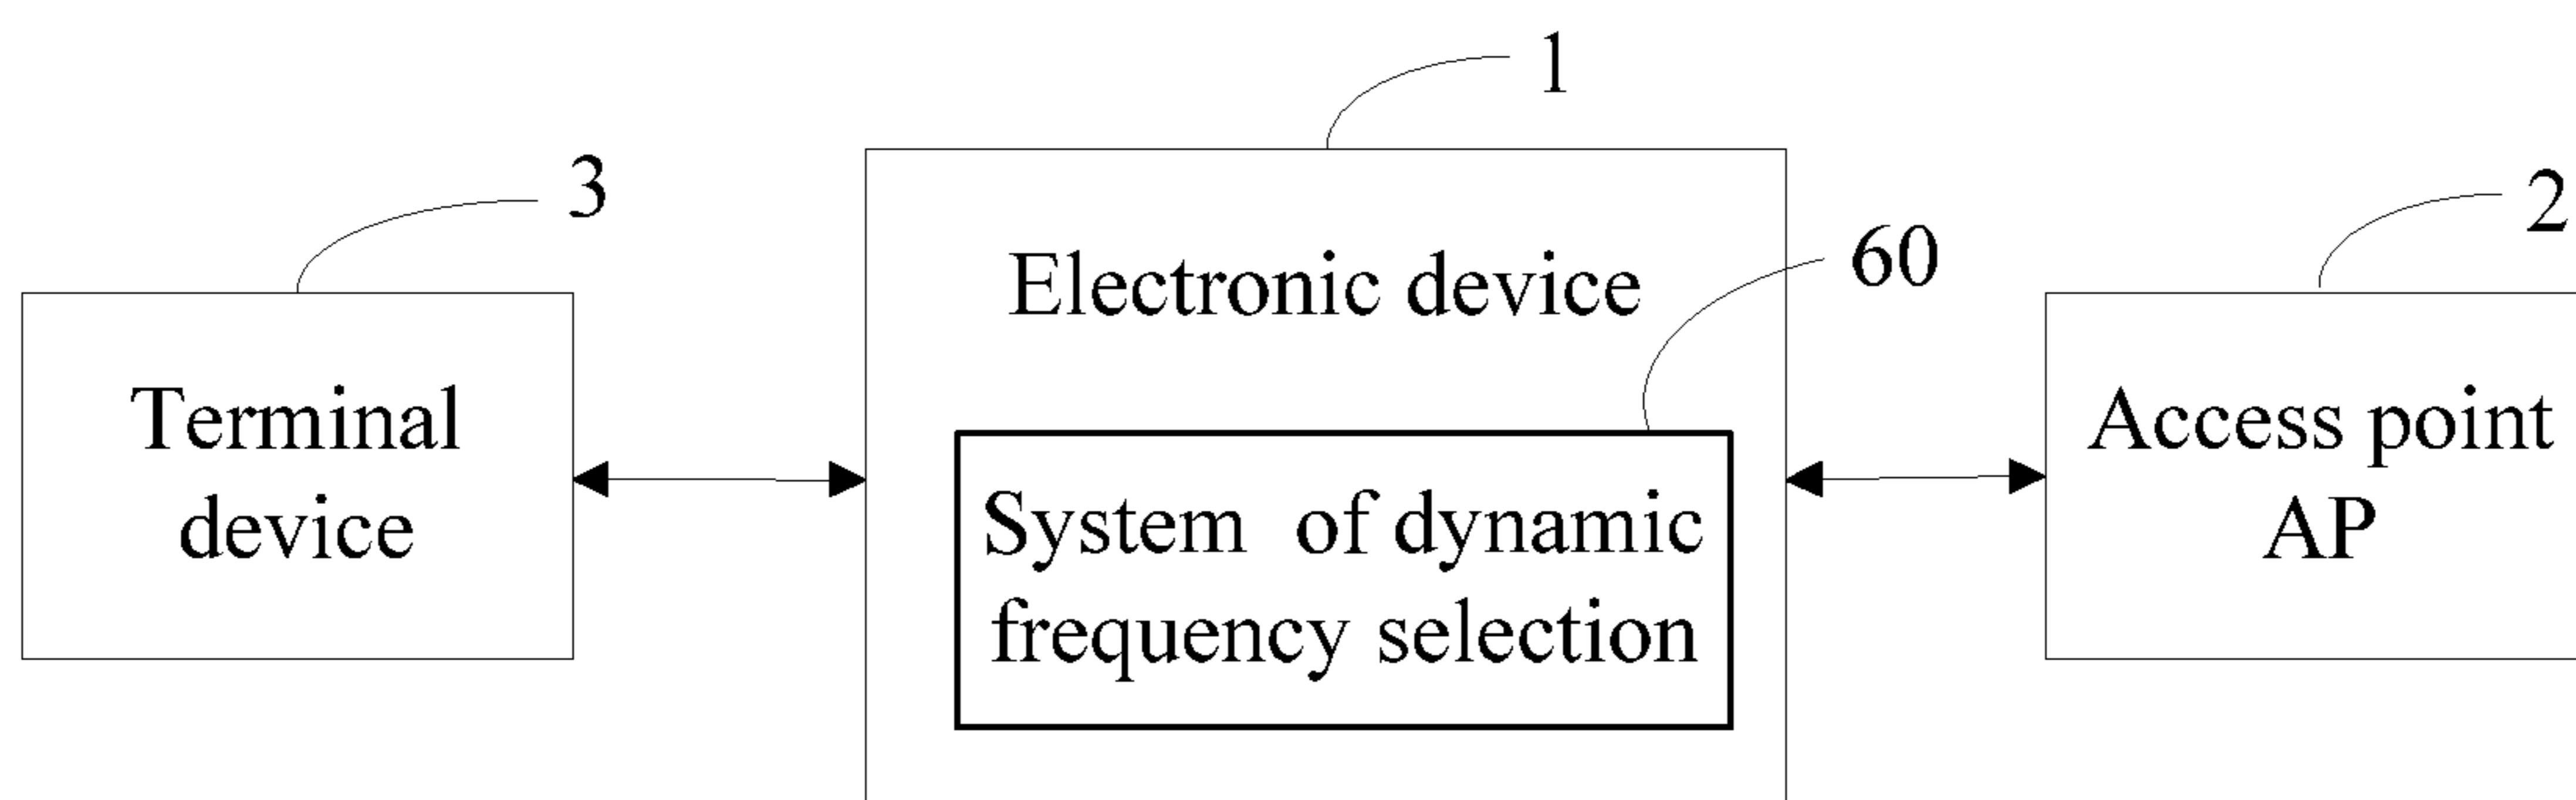 1
3
2
60
Electronic device
Terminal
device
Access point
AP
System of dynamic
frequency selection